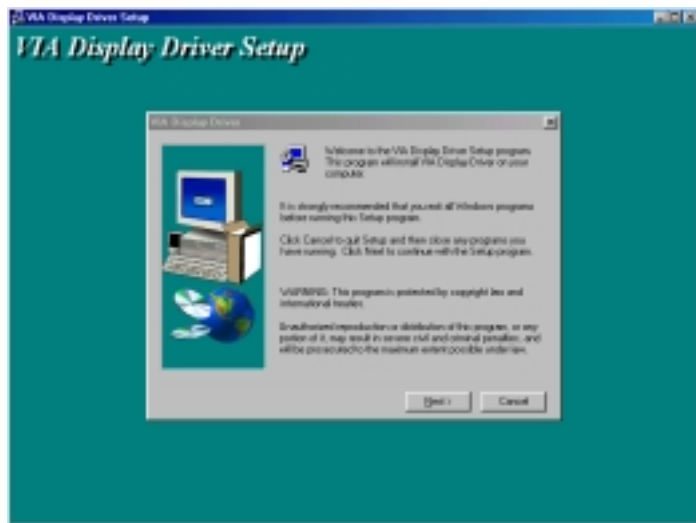 VIA Display Driver Setup
VIA Display Driver Setup
VIA Display Driver
Welcome to the VIA Display Driver Setup program.
This program will install VIA Display Driver on your
computer.
It is strongly recommended that you exit all Windows programs
before running this Setup program.
Click Cancel to quit Setup and then close any programs you
have running. Click Next to continue with the Setup program.
WARNING: This program is protected by copyright law and
international treaties.
Unauthorized reproduction or distribution of this program, or any
portion of it, may result in severe civil and criminal penalties, and
will be prosecuted to the maximum extent possible under law.
Next >
Cancel